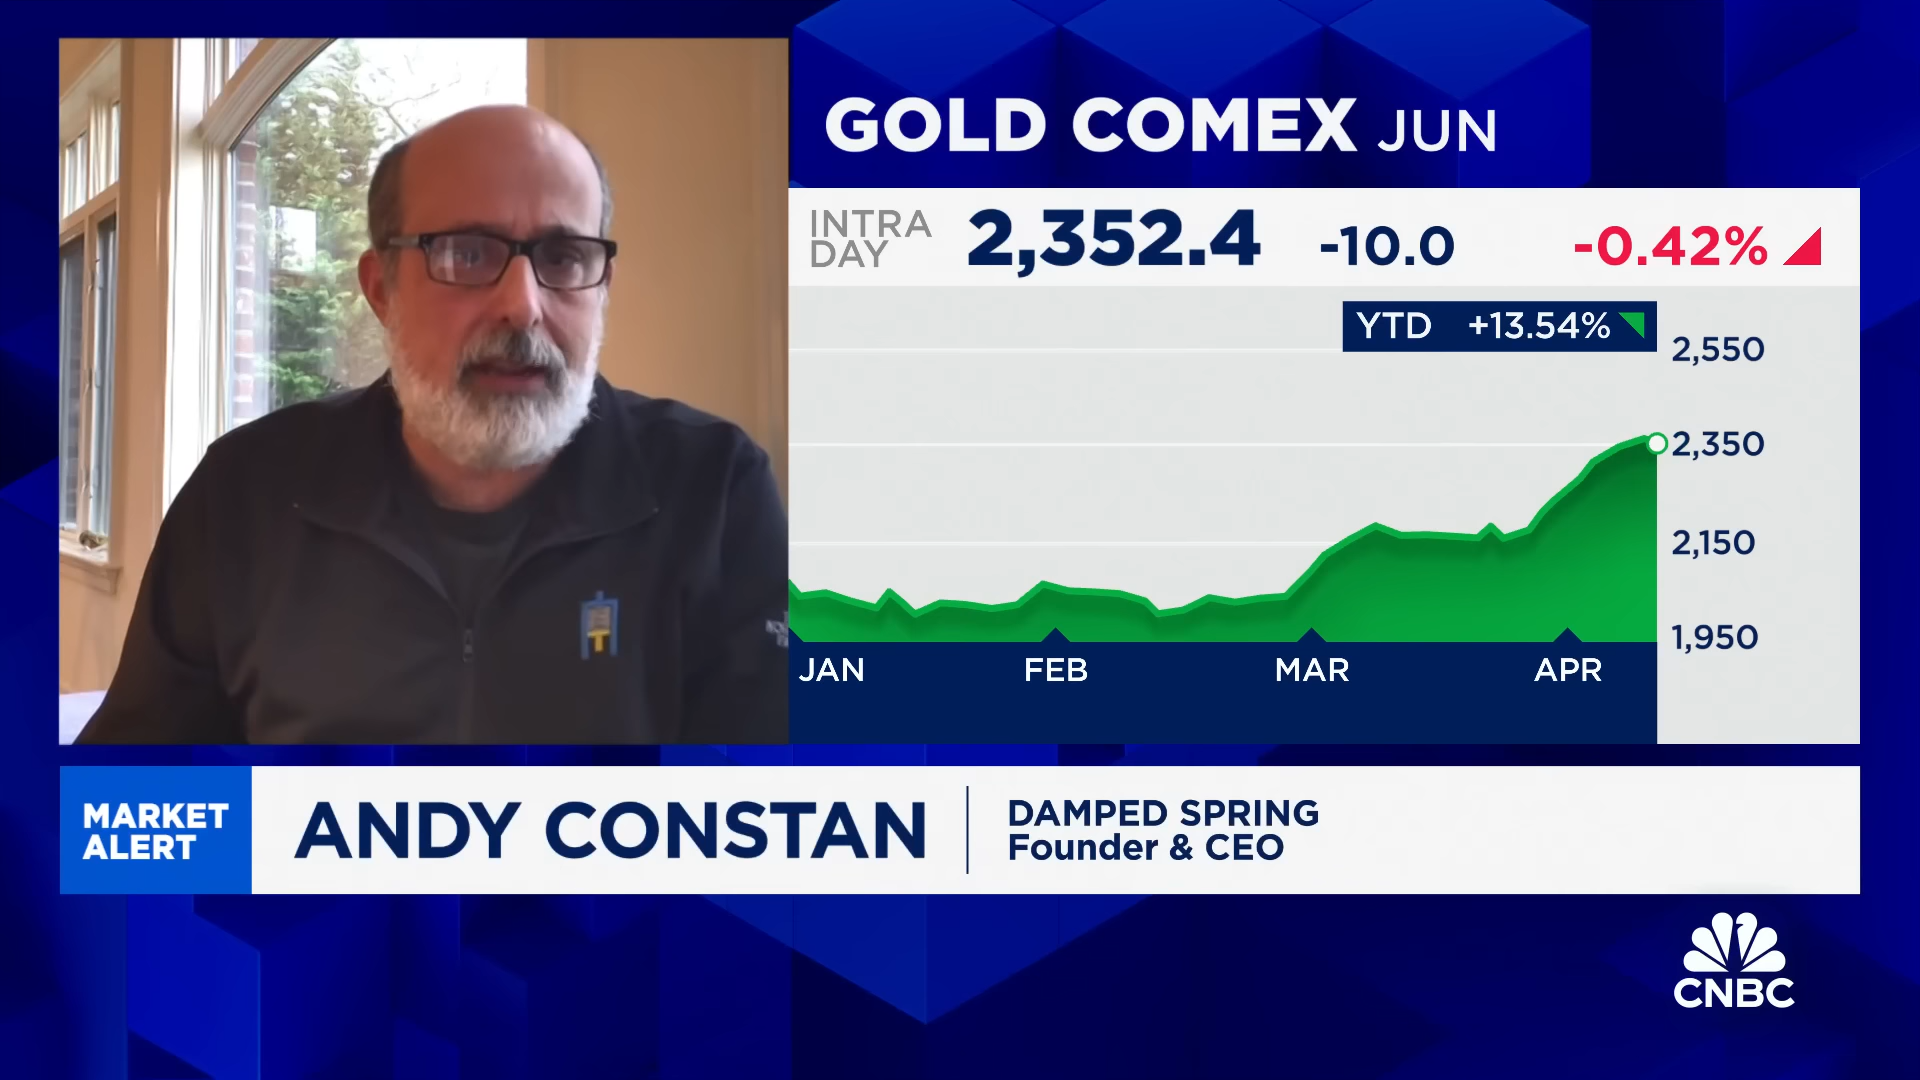 GOLD COMEX JUN
INTRA
DAY
2,352.4 -10.0 -0.42%
YTD +13.54%
2,550
2,350
2,150
1,950
JAN FEB MAR APR
MARKET
ALERT
ANDY CONSTAN
DAMPED SPRING
Founder & CEO
CNBC